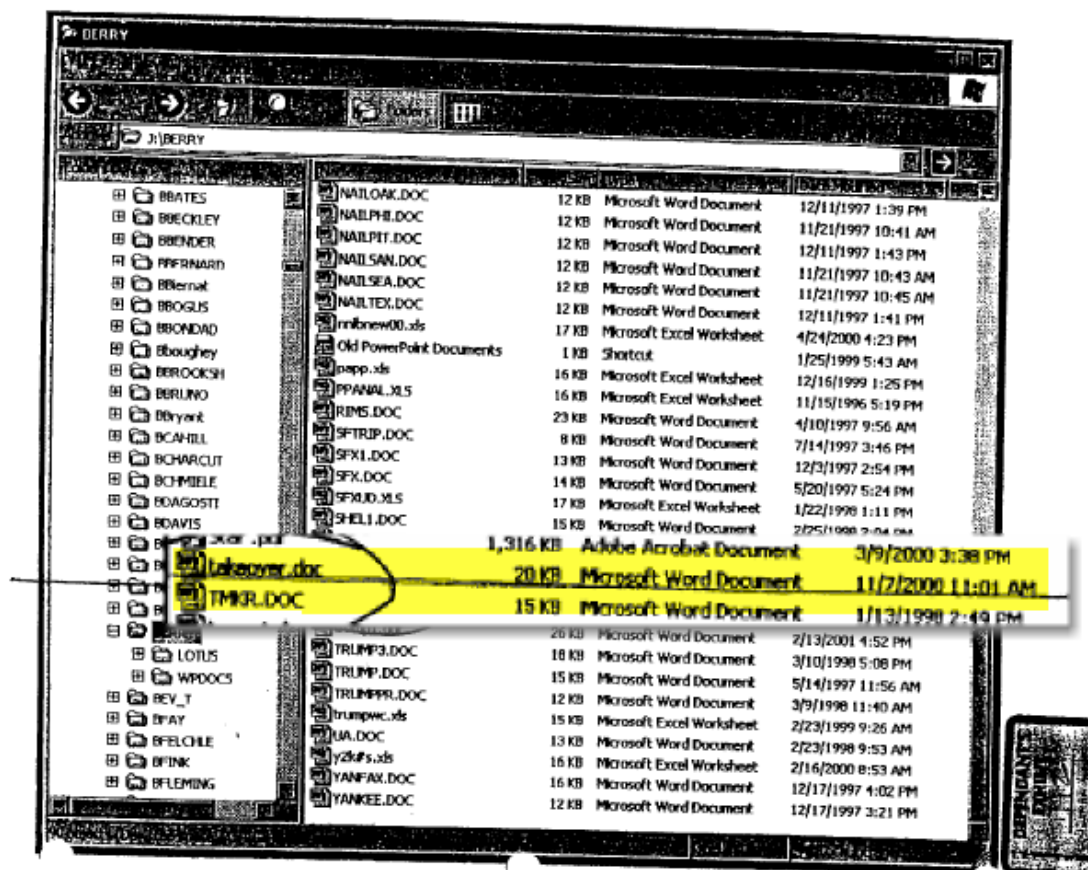 BERRY
Folders
J:\BERRY
BBATES
BBECKLEY
BBENDER
BBERNARD
BBiernat
BBOGUS
BBONDAD
Bboughey
BBROOKSH
BBRUNO
BBryant
BCAHILL
BCHARCUT
BCHMIELE
BDAGOSTI
BDAVIS
LOTUS
WPDOCS
BEV_T
BFAY
BFELCHLE
BFINK
BFLEMING
Date Modified
NAILOAK.DOC 12 KB Microsoft Word Document 12/11/1997 1:39 PM
NAILPHI.DOC 12 KB Microsoft Word Document 11/21/1997 10:41 AM
NAILPIT.DOC 12 KB Microsoft Word Document 12/11/1997 1:43 PM
NAILSAN.DOC 12 KB Microsoft Word Document 11/21/1997 10:43 AM
NAILSEA.DOC 12 KB Microsoft Word Document 11/21/1997 10:45 AM
NAILTEX.DOC 12 KB Microsoft Word Document 12/11/1997 1:41 PM
nnlbnew00.xls 17 KB Microsoft Excel Worksheet 4/24/2000 4:23 PM
Old PowerPoint Documents 1 KB Shortcut 1/25/1999 5:43 AM
papp.xls 16 KB Microsoft Excel Worksheet 12/16/1999 1:25 PM
PPANAL.XLS 16 KB Microsoft Excel Worksheet 11/15/1996 5:19 PM
RIMS.DOC 23 KB Microsoft Word Document 4/10/1997 9:56 AM
SFTRIP.DOC 8 KB Microsoft Word Document 7/14/1997 3:46 PM
SFX1.DOC 13 KB Microsoft Word Document 12/3/1997 2:54 PM
SFX.DOC 14 KB Microsoft Word Document 5/20/1997 5:24 PM
SFXUD.XLS 17 KB Microsoft Excel Worksheet 1/22/1998 1:11 PM
SHEL1.DOC 15 KB Microsoft Word Document 2/25/1998 2:04 PM
Star .pdf 1,316 KB Adobe Acrobat Document 3/9/2000 3:38 PM
takeover.doc 20 KB Microsoft Word Document 11/7/2000 11:01 AM
TMKR.DOC 15 KB Microsoft Word Document 1/13/1998 2:49 PM
26 KB Microsoft Word Document 2/13/2001 4:52 PM
TRUMP3.DOC 18 KB Microsoft Word Document 3/10/1998 5:08 PM
TRUMP.DOC 15 KB Microsoft Word Document 5/14/1997 11:56 AM
TRUMPPR.DOC 12 KB Microsoft Word Document 3/9/1998 11:40 AM
trumpwc.xls 15 KB Microsoft Excel Worksheet 2/23/1999 9:26 AM
UA.DOC 13 KB Microsoft Word Document 2/23/1998 9:53 AM
y2k#s.xls 16 KB Microsoft Excel Worksheet 2/16/2000 8:53 AM
YANFAX.DOC 16 KB Microsoft Word Document 12/17/1997 4:02 PM
YANKEE.DOC 12 KB Microsoft Word Document 12/17/1997 3:21 PM
DEFENDANT'S
EXHIBIT